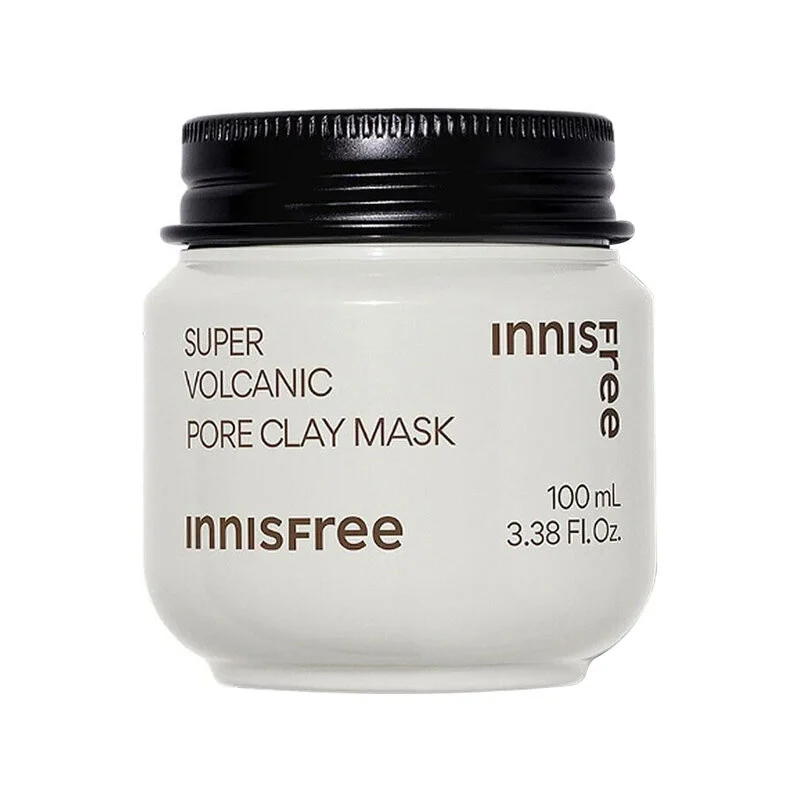 SUPER
VOLCANIC
PORE CLAY MASK
INNISFree
INNISFree
100 mL
3.38 Fl.Oz.